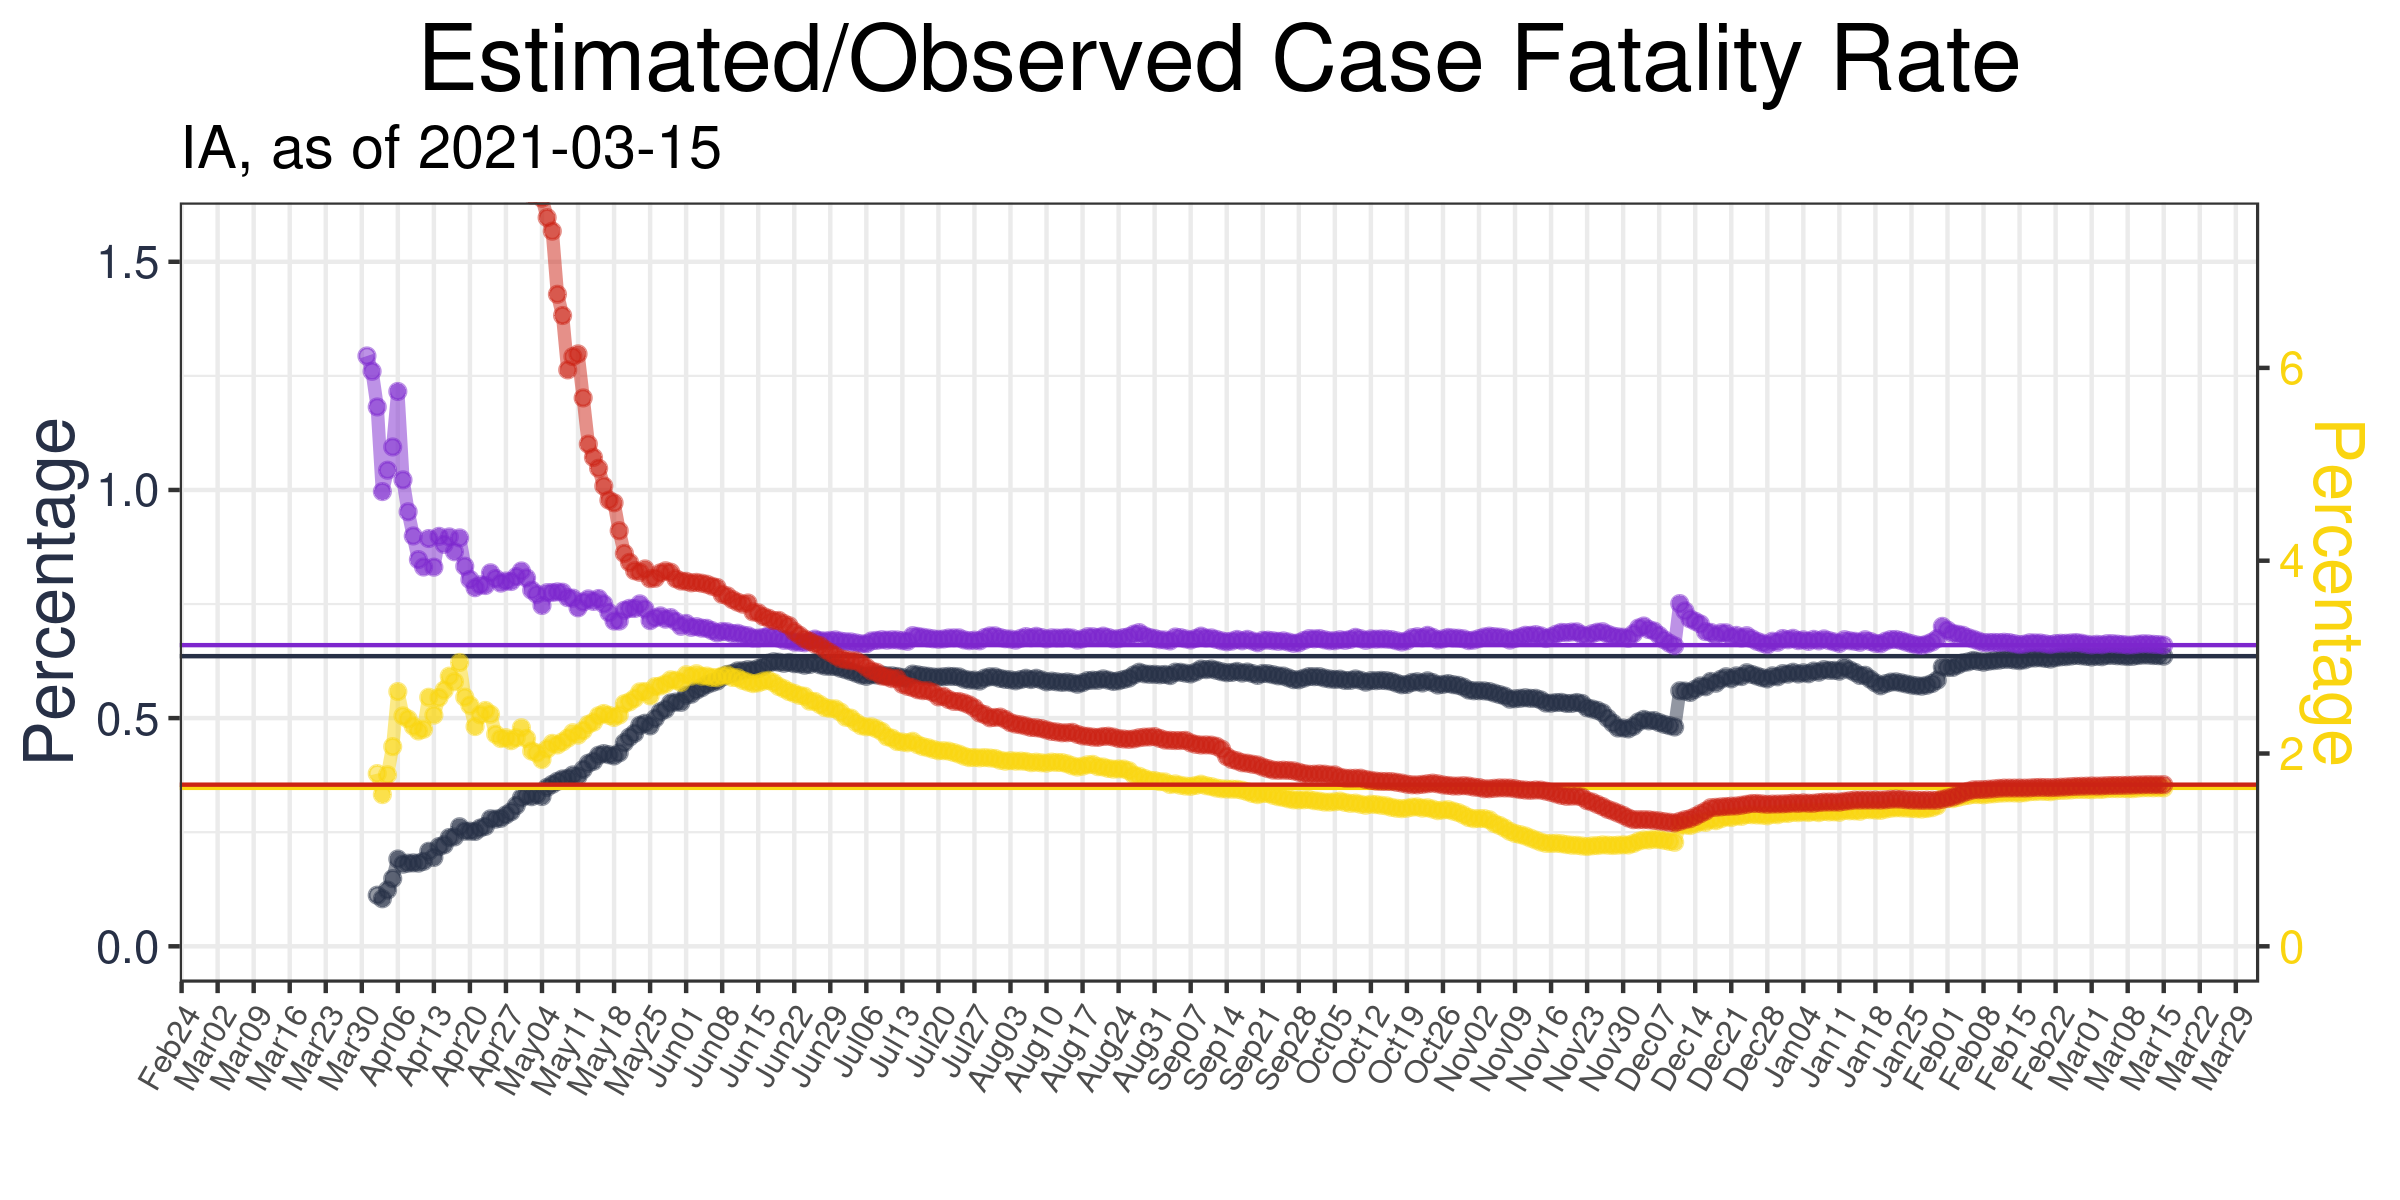 Estimated/Observed Case Fatality Rate
IA, as of 2021-03-15
Percentage
1.5
1.0
0.5
0.0
6
4
2
0
Percentage
Feb24
Mar02
Mar09
Mar16
Mar23
Mar30
Apr06
Apr13
Apr20
Apr27
May04
May11
May18
May25
Jun01
Jun08
Jun15
Jun22
Jun29
Jul06
Jul13
Jul20
Jul27
Aug03
Aug10
Aug17
Aug24
Aug31
Sep07
Sep14
Sep21
Sep28
Oct05
Oct12
Oct19
Oct26
Nov02
Nov09
Nov16
Nov23
Nov30
Dec07
Dec14
Dec21
Dec28
Jan04
Jan11
Jan18
Jan25
Feb01
Feb08
Feb15
Feb22
Mar01
Mar08
Mar15
Mar22
Mar29